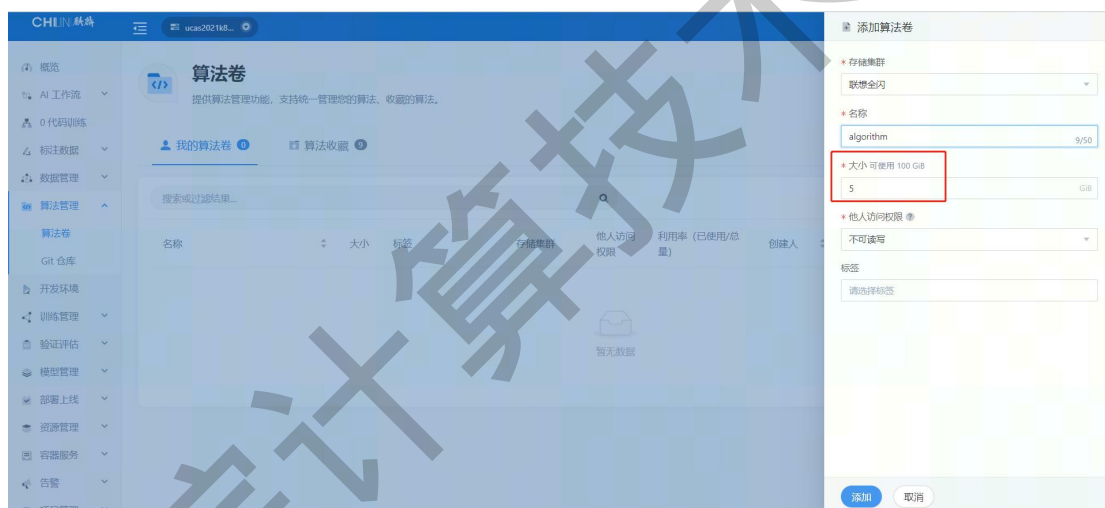 CHILIN 麒麟
ucas2021k8...
概览
AI 工作流
0 代码训练
标注数据
数据管理
算法管理
算法卷
Git 仓库
开发环境
训练管理
验证评估
模型管理
部署上线
资源管理
容器服务
告警
算法卷
提供算法管理功能，支持统一管理您的算法、收藏的算法。
我的算法卷 0
算法收藏 9
搜索或过滤结果...
名称 大小 标签 存储集群 他人访问权限 利用率（已使用/总量） 创建人
暂无数据
添加算法卷
* 存储集群
联想全闪
* 名称
algorithm 9/50
* 大小 可使用 100 GiB
5 GiB
* 他人访问权限
不可读写
标签
请选择标签
添加 取消
计算技术